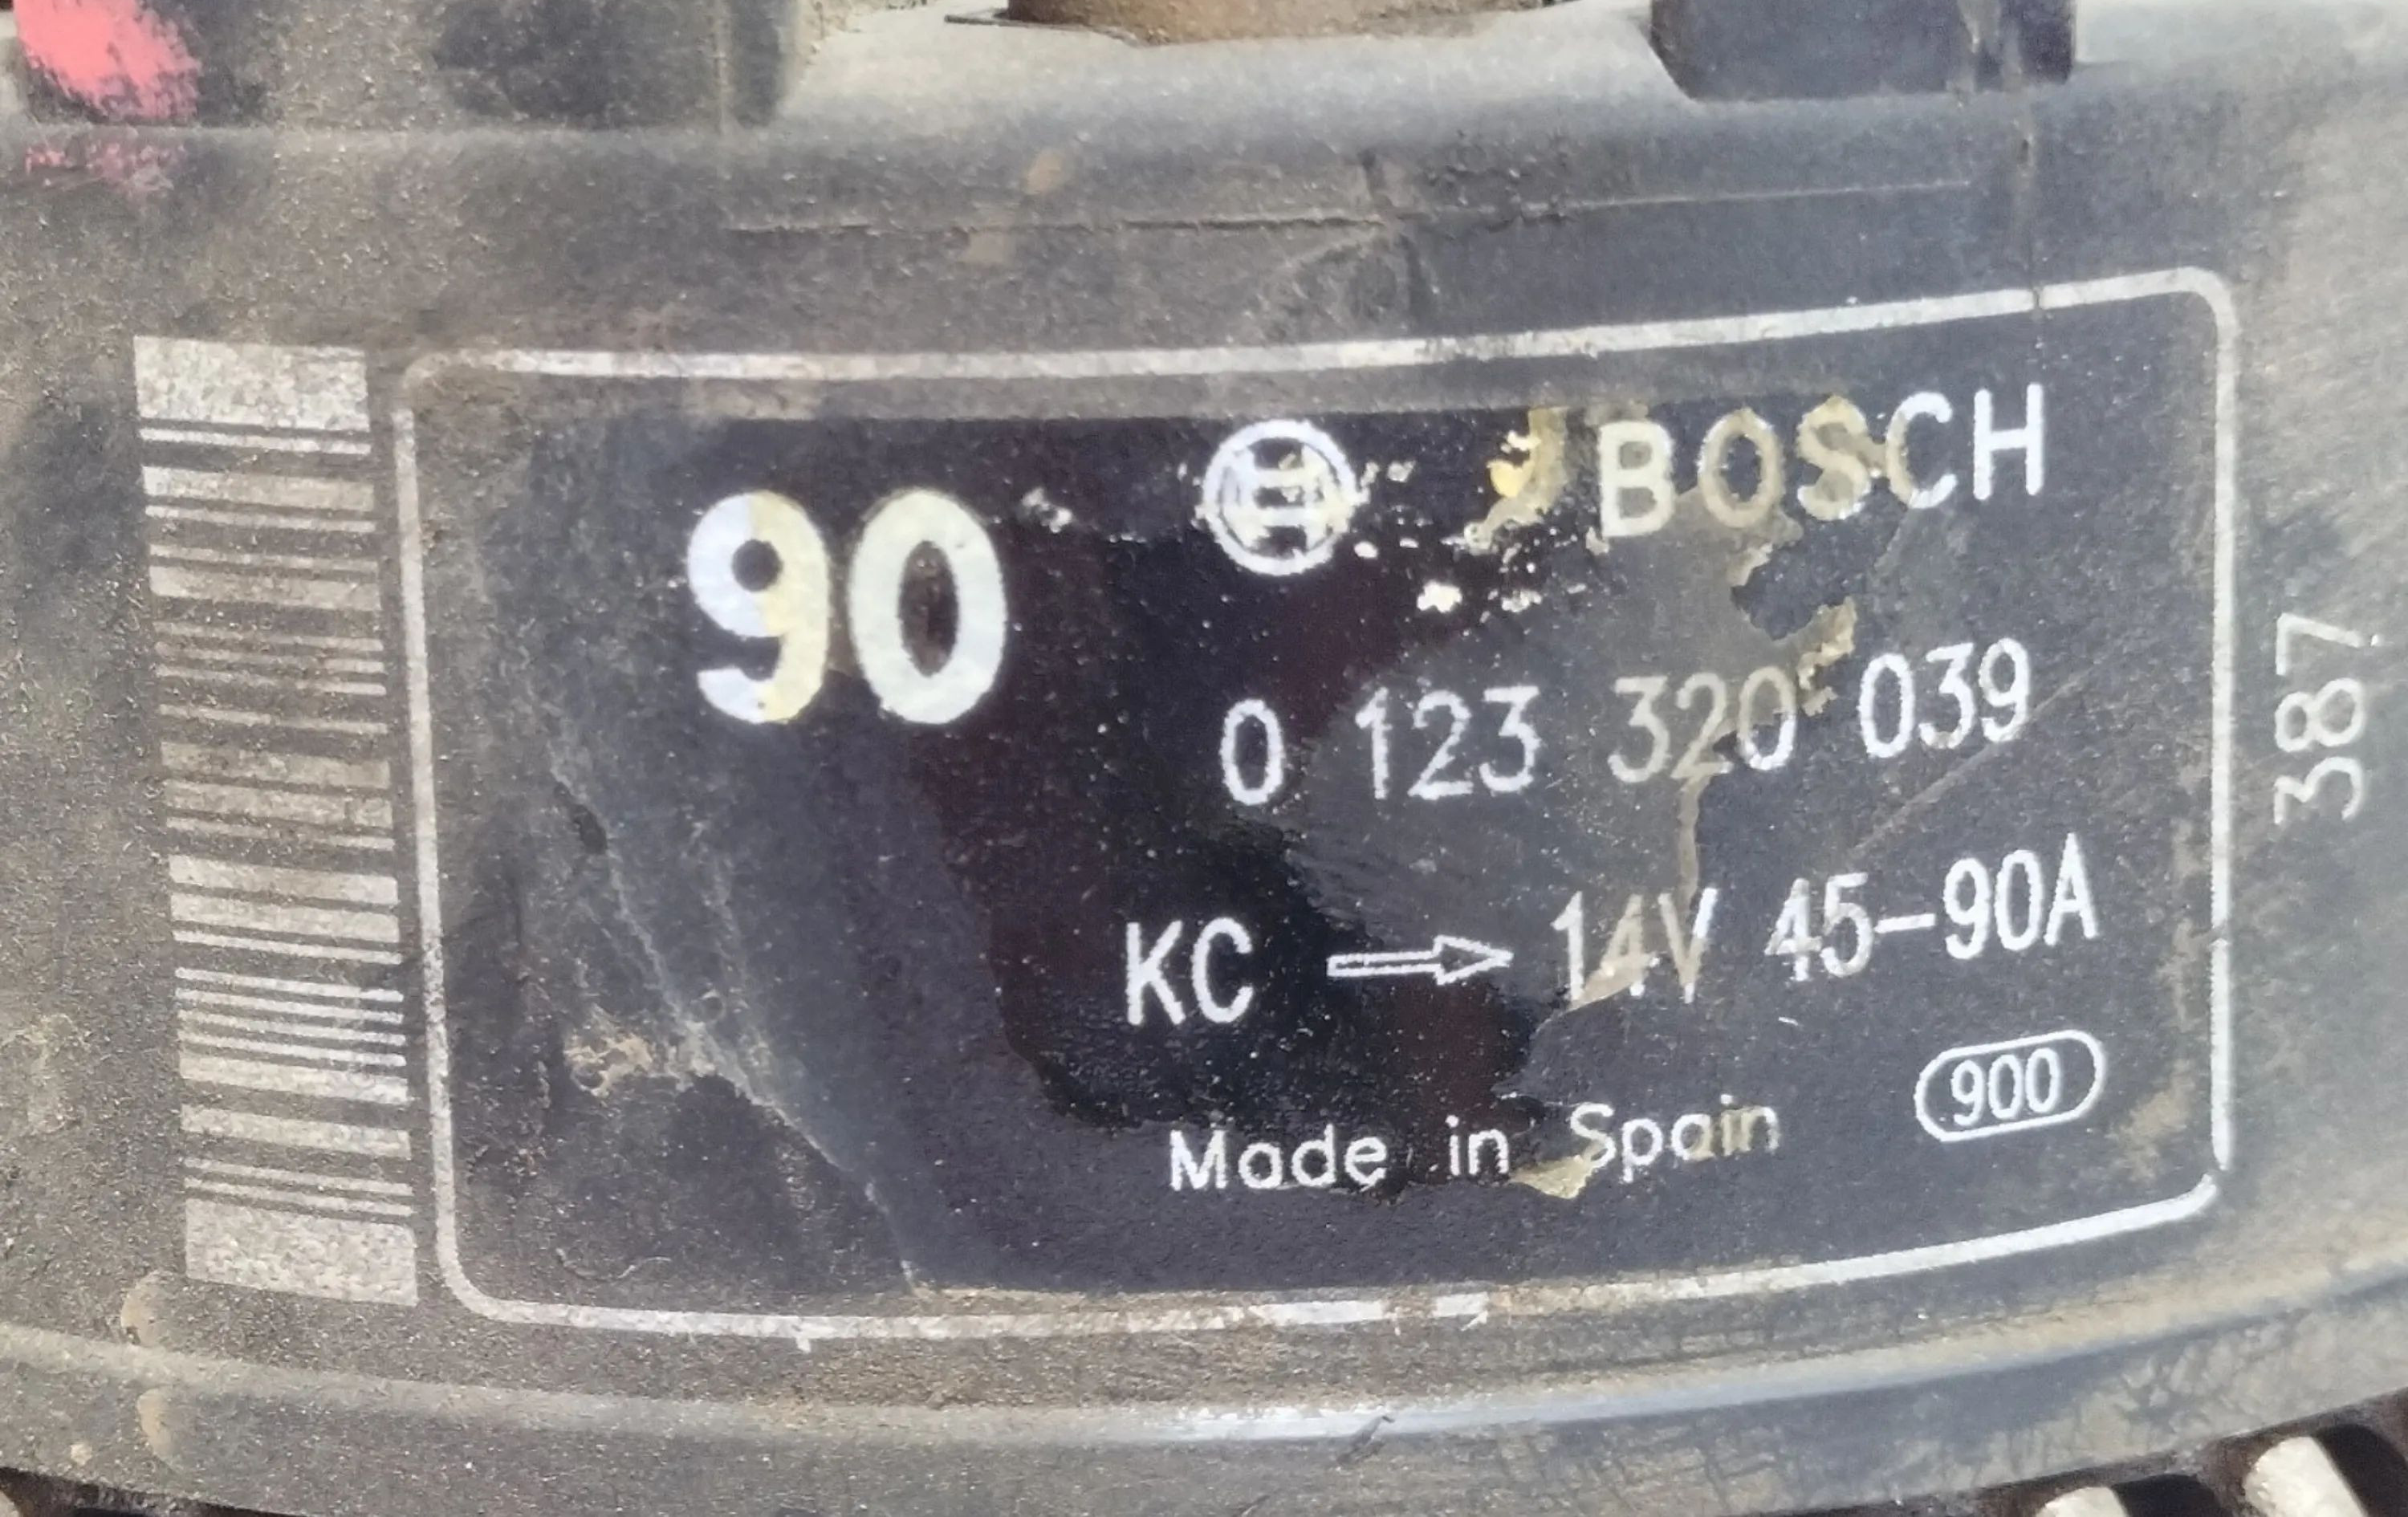 90
BOSCH
0 123 320 039
KC → 14V 45-90A
Made in Spain
900
387